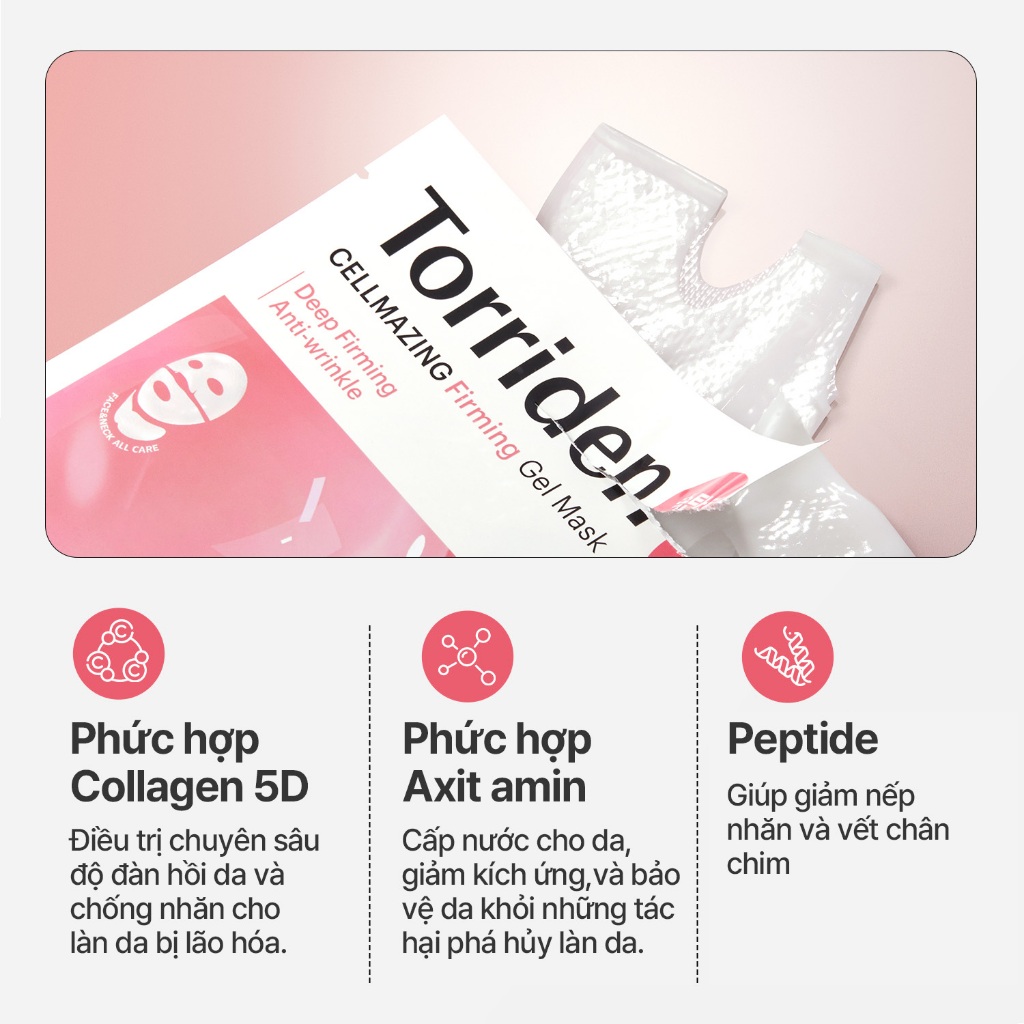 Torriden
CELLMAZING Firming Gel Mask
Deep Firming
Anti-wrinkle
FACE&NECK ALL CARE
Phức hợp
Collagen 5D
Điều trị chuyên sâu
độ đàn hồi da và
chống nhăn cho
làn da bị lão hóa.
Phức hợp
Axit amin
Cấp nước cho da,
giảm kích ứng,và bảo
vệ da khỏi những tác
hại phá hủy làn da.
Peptide
Giúp giảm nếp
nhăn và vết chân
chim